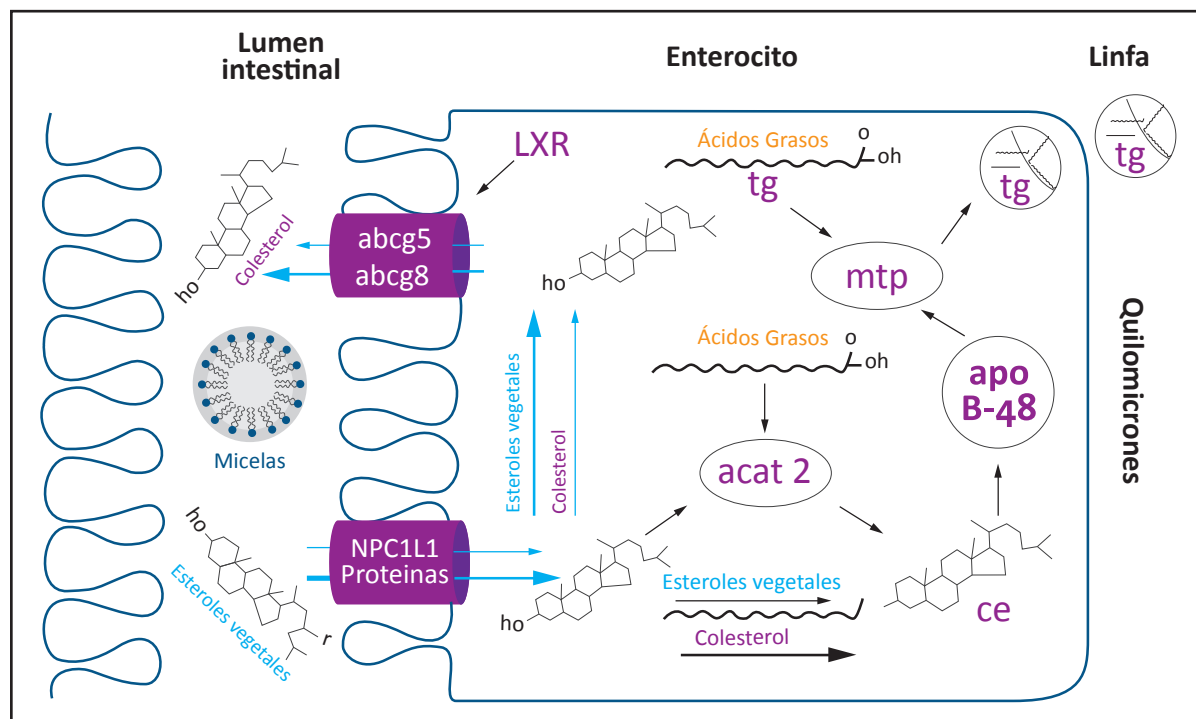 Lumen
intestinal
Enterocito
Linfa
LXR
Ácidos Grasos
o
oh
tg
tg
tg
abcg5
abcg8
Colesterol
ho
ho
mtp
Quilomicrones
Micelas
Esteroles vegetales
Colesterol
Ácidos Grasos
o
oh
apo
B-48
acat 2
ho
Esteroles vegetales
r
NPC1L1
Proteinas
ho
Esteroles vegetales
Colesterol
ce